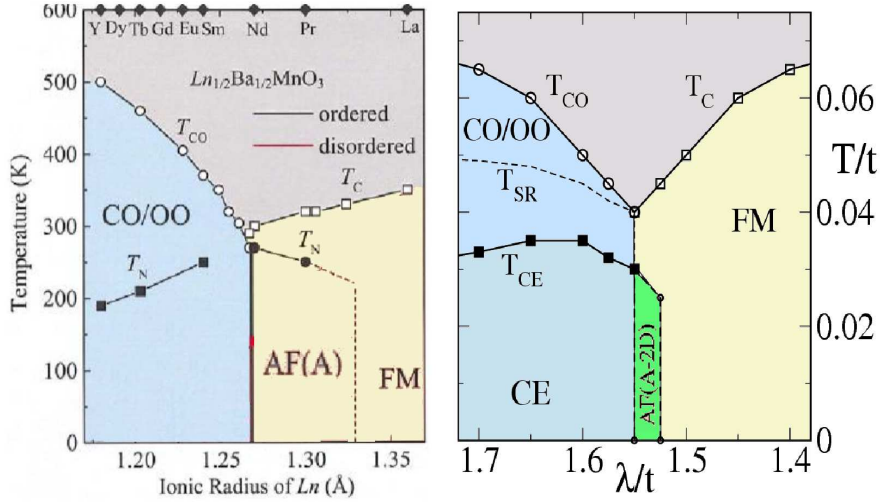 600
500
400
300
200
100
0
Temperature (K)
Y Dy Tb Gd Eu Sm Nd Pr La
Ln1/2Ba1/2MnO3
ordered
disordered
TCO
TC
CO/OO
TN
TN
AF(A)
FM
1.20 1.25 1.30 1.35
Ionic Radius of Ln (Å)
TCO
TC
CO/OO
TSR
FM
TCE
CE
AF(A-2D)
0.06
T/t
0.04
0.02
0
1.7 1.6 1.5 1.4
λ/t